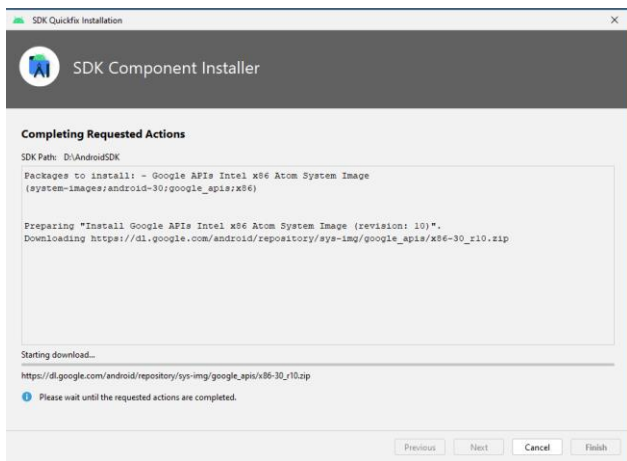 SDK Quickfix Installation
SDK Component Installer
Completing Requested Actions
SDK Path: D:\AndroidSDK
Packages to install: - Google APIs Intel x86 Atom System Image
(system-images;android-30;google_apis;x86)
Preparing "Install Google APIs Intel x86 Atom System Image (revision: 10)".
Downloading https://dl.google.com/android/repository/sys-img/google_apis/x86-30_r10.zip
Starting download...
https://dl.google.com/android/repository/sys-img/google_apis/x86-30_r10.zip
Please wait until the requested actions are completed.
Previous Next Cancel Finish